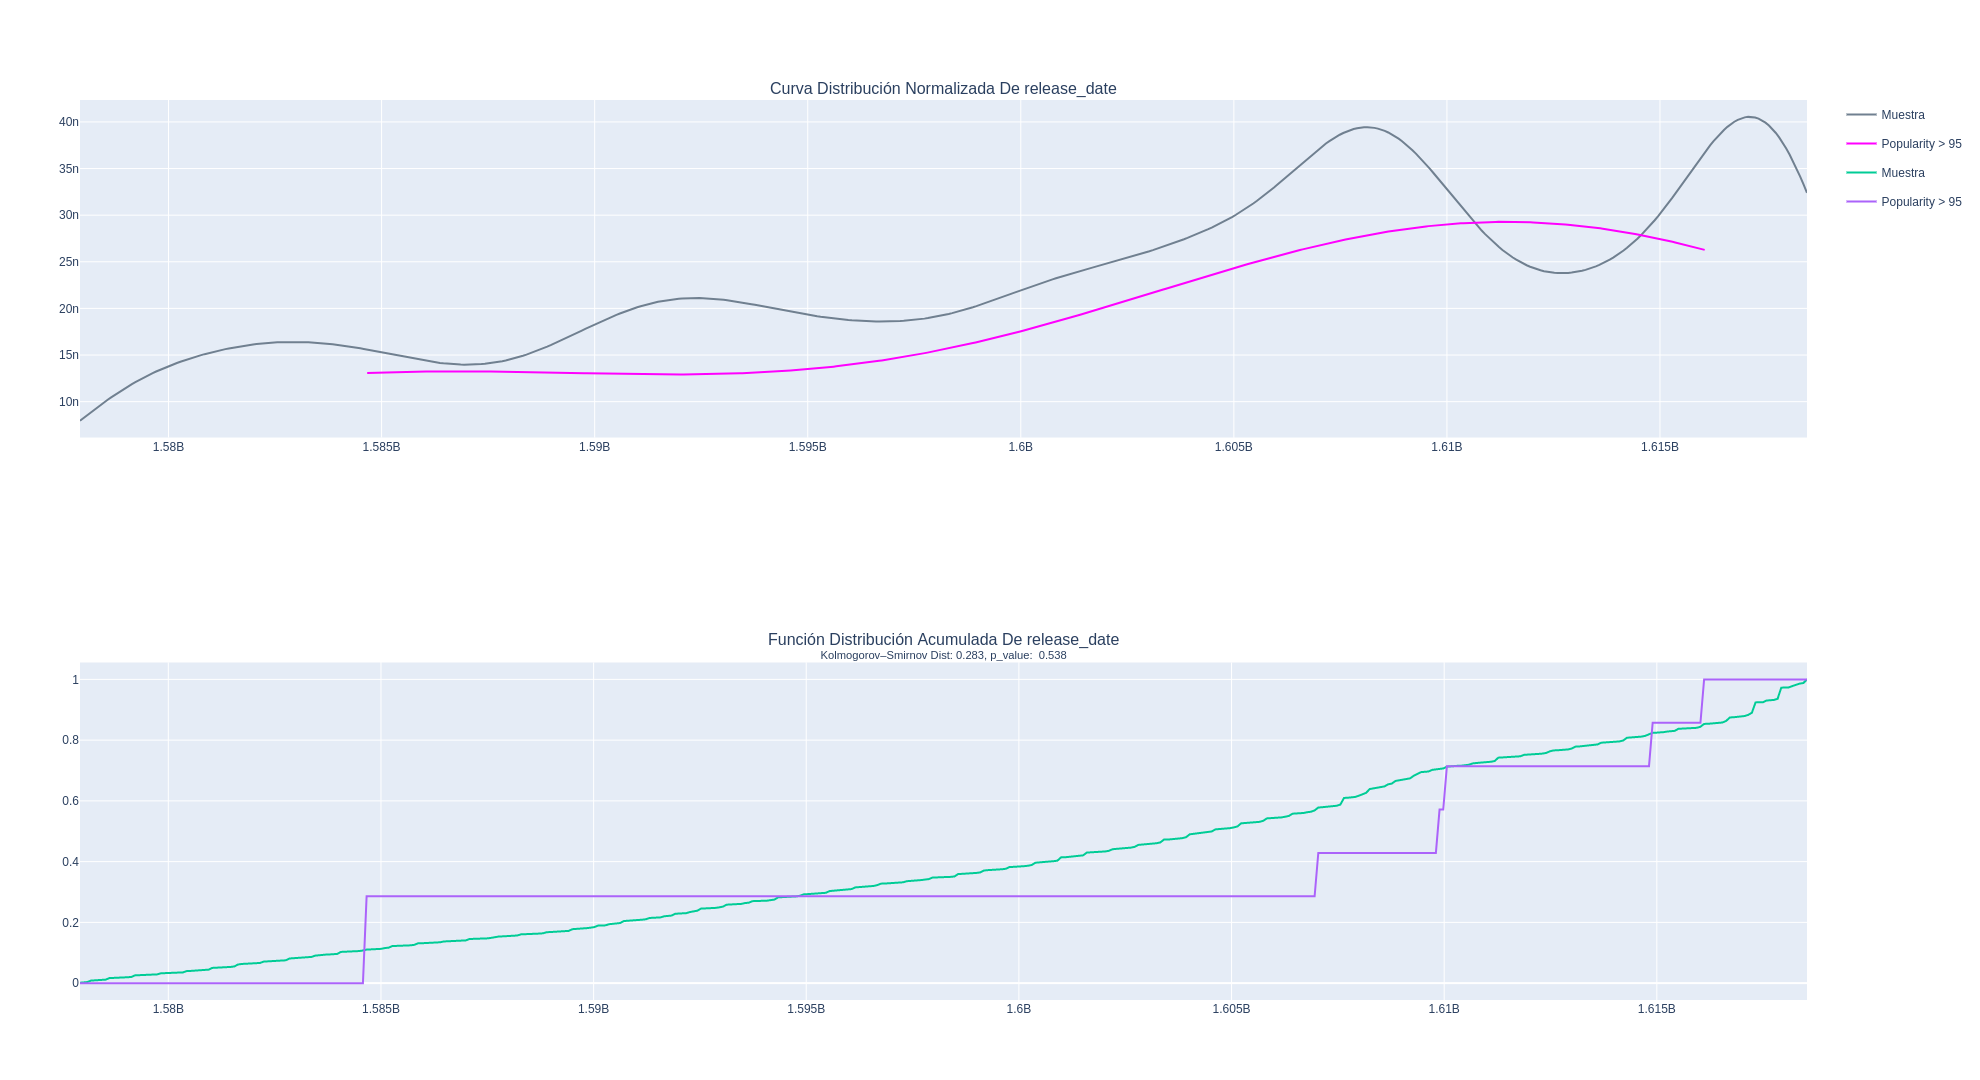 Curva Distribución Normalizada De release_date
40n
35n
30n
25n
20n
15n
10n
1.58B 1.585B 1.59B 1.595B 1.6B 1.605B 1.61B 1.615B
Muestra
Popularity > 95
Muestra
Popularity > 95
Función Distribución Acumulada De release_date
Kolmogorov–Smirnov Dist: 0.283, p_value: 0.538
1
0.8
0.6
0.4
0.2
0
1.58B 1.585B 1.59B 1.595B 1.6B 1.605B 1.61B 1.615B